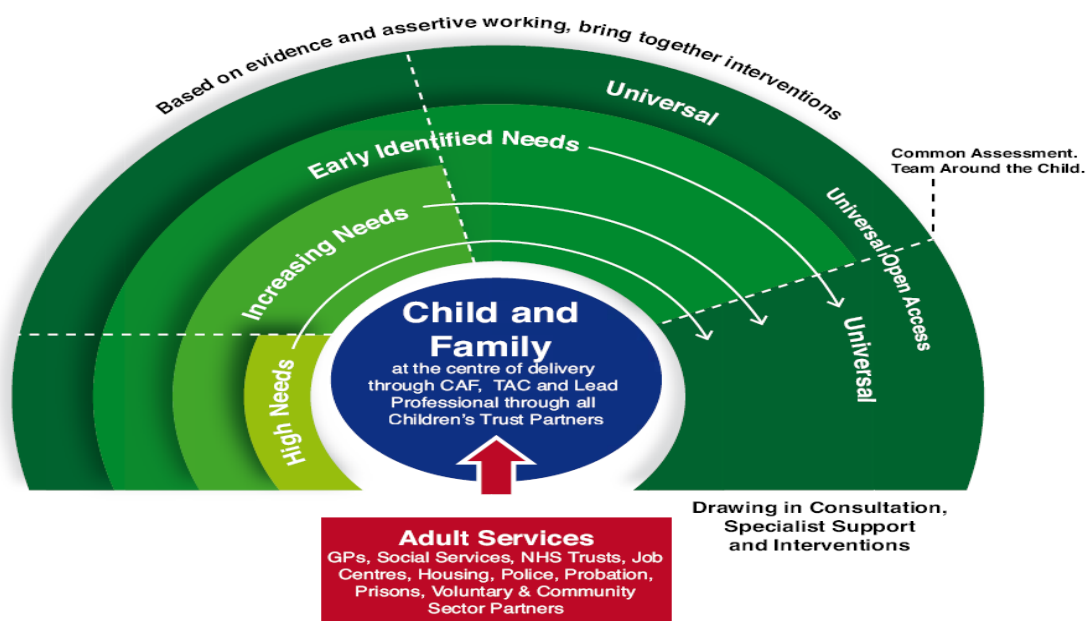 Based on evidence and assertive working, bring together interventions
Universal
Early Identified Needs
Common Assessment.
Team Around the Child.
Increasing Needs
Universal
Open Access
High Needs
Universal
Child and
Family
at the centre of delivery
through CAF, TAC and Lead
Professional through all
Children's Trust Partners
Drawing in Consultation,
Specialist Support
and Interventions
Adult Services
GPs, Social Services, NHS Trusts, Job
Centres, Housing, Police, Probation,
Prisons, Voluntary & Community
Sector Partners